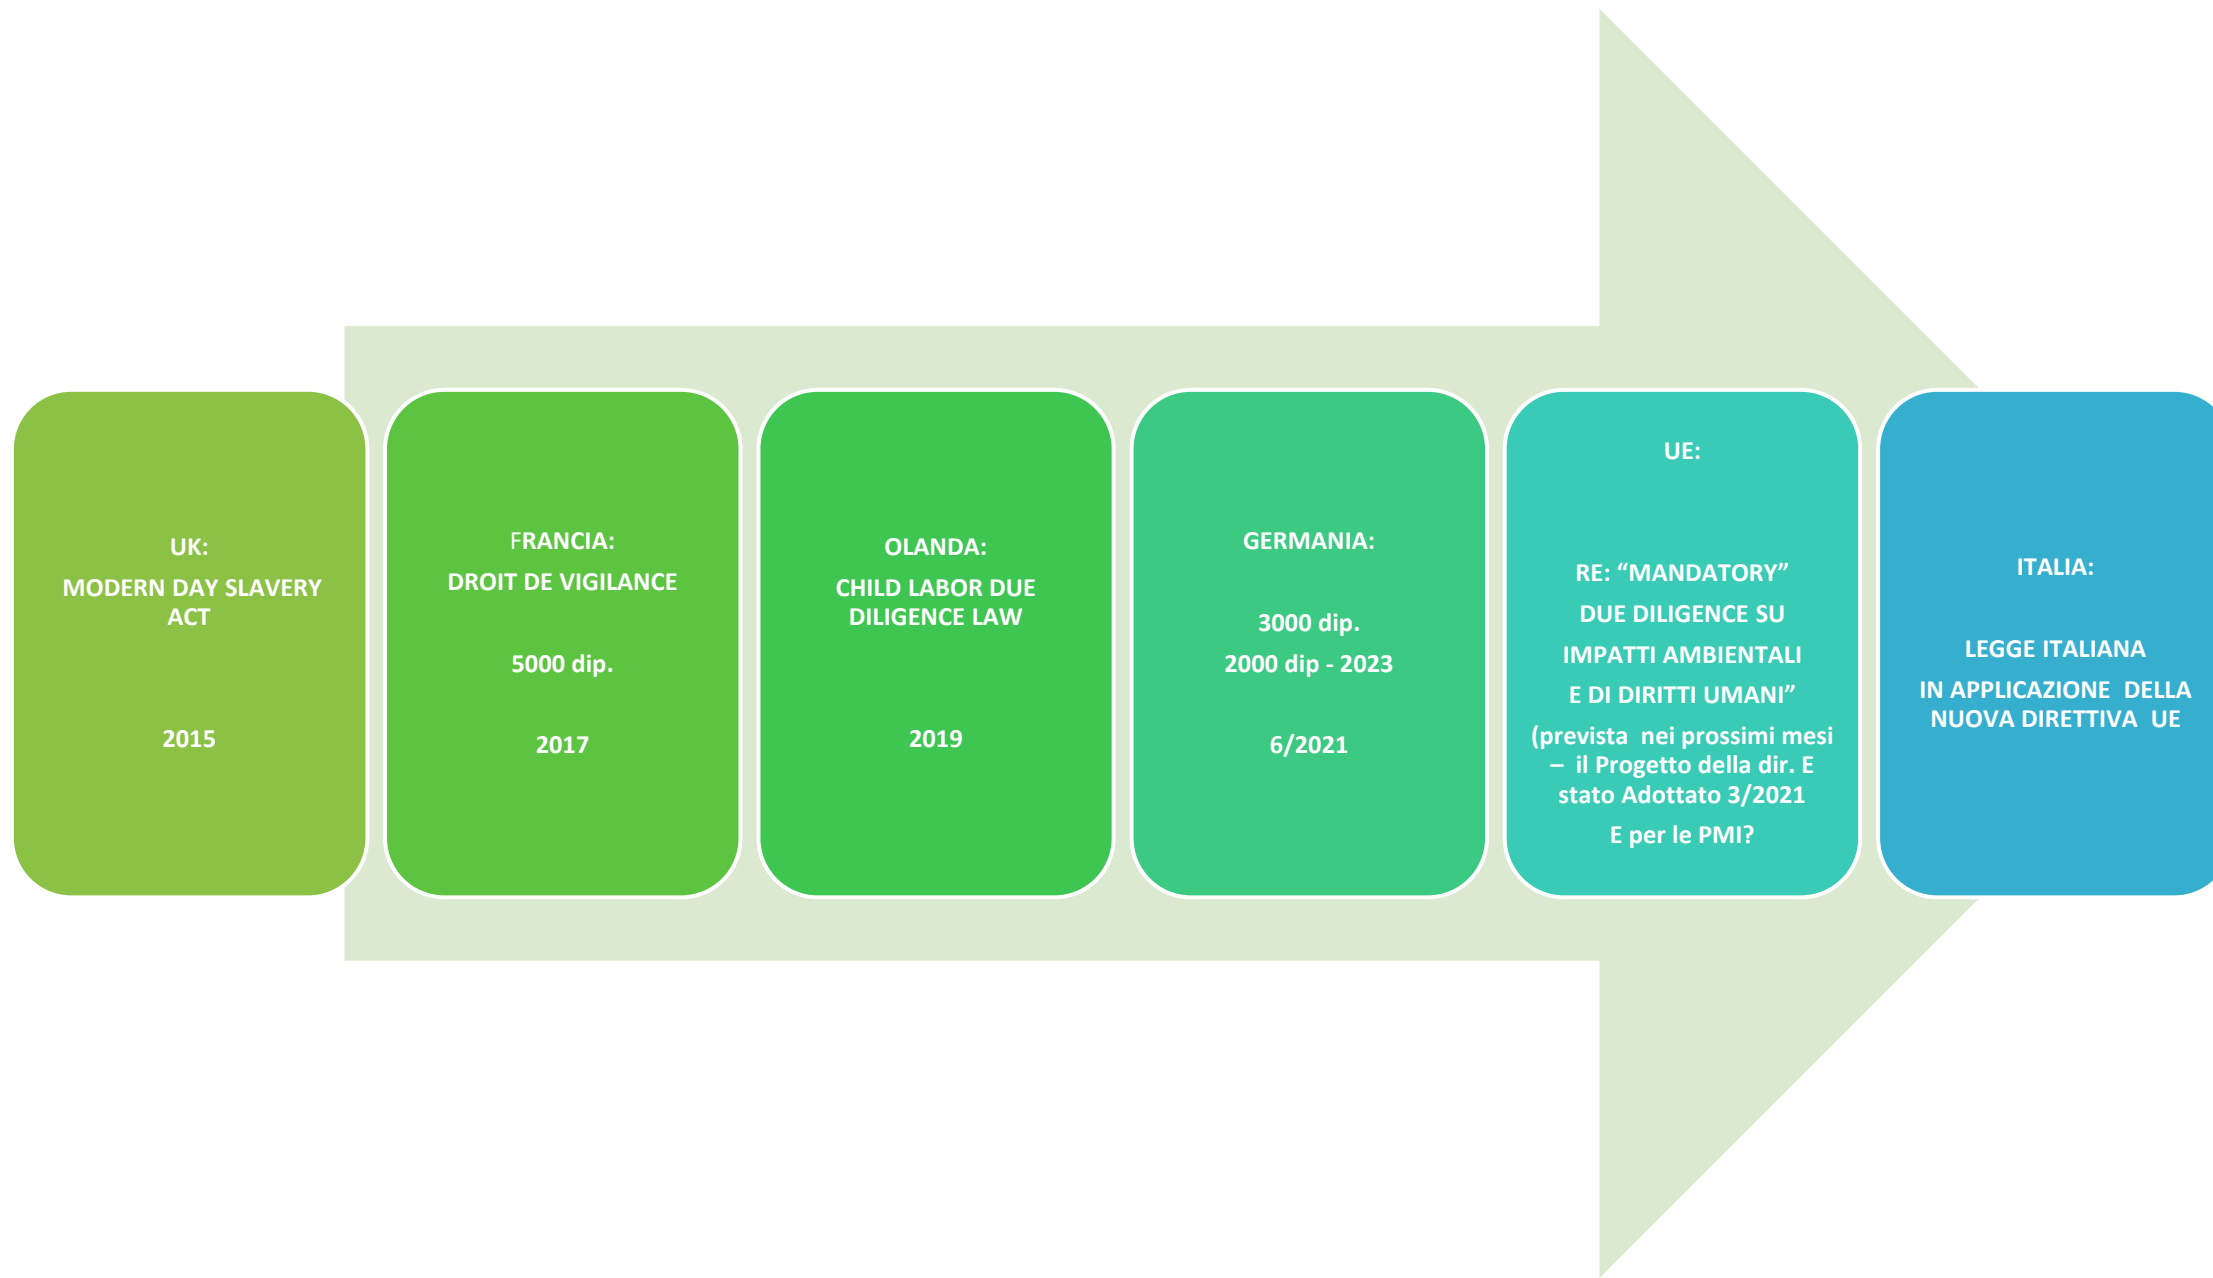 UK:
MODERN DAY SLAVERY
ACT
2015
FRANCIA:
DROIT DE VIGILANCE
5000 dip.
2017
OLANDA:
CHILD LABOR DUE
DILIGENCE LAW
2019
GERMANIA:
3000 dip.
2000 dip - 2023
6/2021
UE:
RE: “MANDATORY”
DUE DILIGENCE SU
IMPATTI AMBIENTALI
E DI DIRITTI UMANI”
(prevista  nei prossimi mesi
–  il Progetto della dir. E
stato Adottato 3/2021
E per le PMI?
ITALIA:
LEGGE ITALIANA
IN APPLICAZIONE  DELLA
NUOVA DIRETTIVA  UE